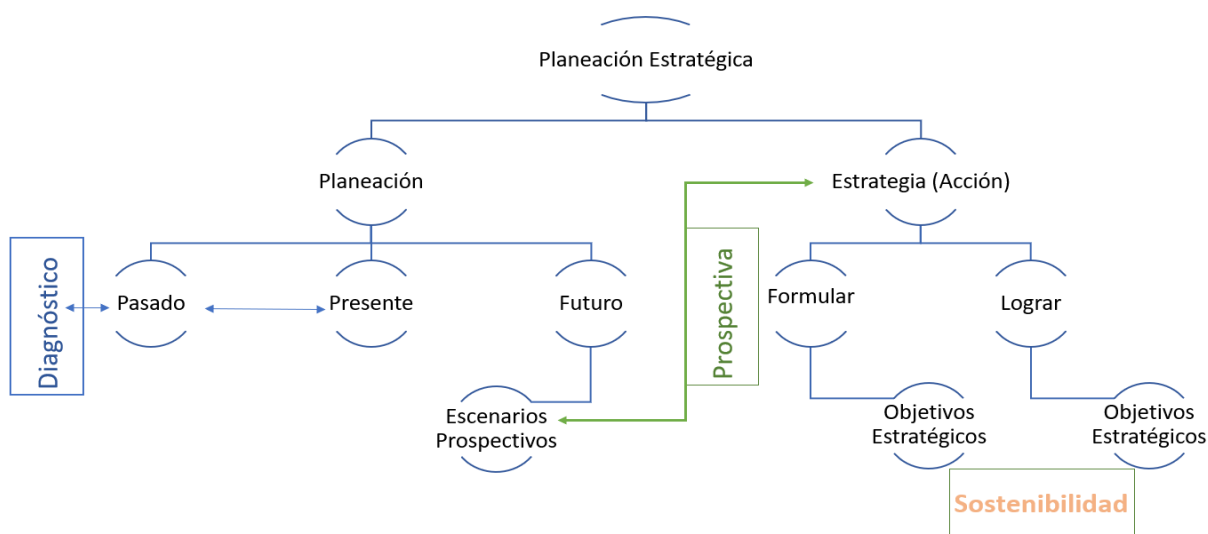 Planeación Estratégica
Planeación
Estrategia (Acción)
Diagnóstico
Pasado
Presente
Futuro
Prospectiva
Formular
Lograr
Escenarios
Prospectivos
Objetivos
Estratégicos
Objetivos
Estratégicos
Sostenibilidad